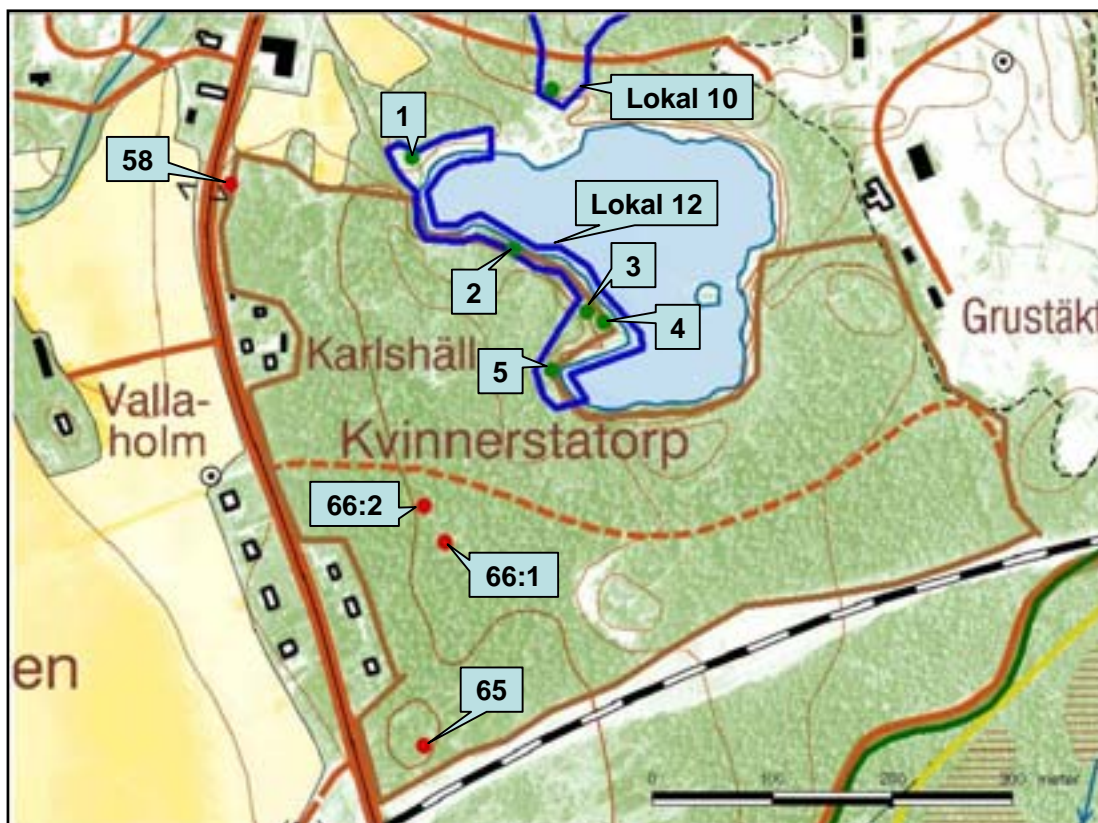 Lokal 10
1
58
Lokal 12
2
3
4
Grustäkt
Karlshäll
5
Valla-
holm
Kvinnerstatorp
66:2
66:1
en
65
0 100 200 300 meter